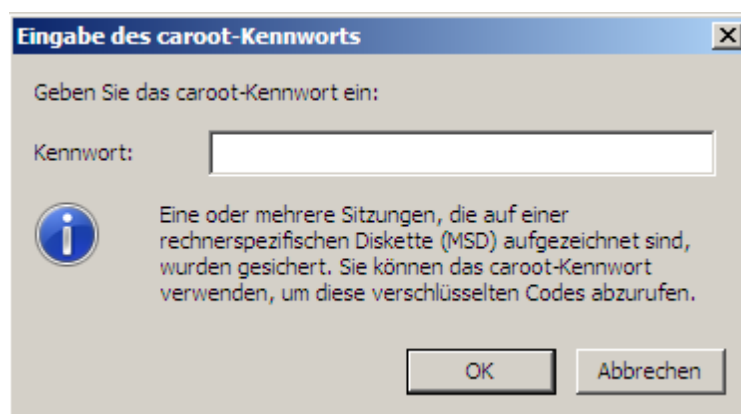 Eingabe des caroot-Kennworts
Geben Sie das caroot-Kennwort ein:
Kennwort:
Eine oder mehrere Sitzungen, die auf einer
rechnerspezifischen Diskette (MSD) aufgezeichnet sind,
wurden gesichert. Sie können das caroot-Kennwort
verwenden, um diese verschlüsselten Codes abzurufen.
OK
Abbrechen